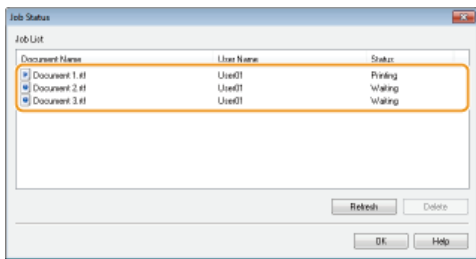 Job Status
Job List
Document Name User Name Status
Document 1.rtf User01 Printing
Document 2.rtf User01 Waiting
Document 3.rtf User01 Waiting
Refresh Delete
OK Help